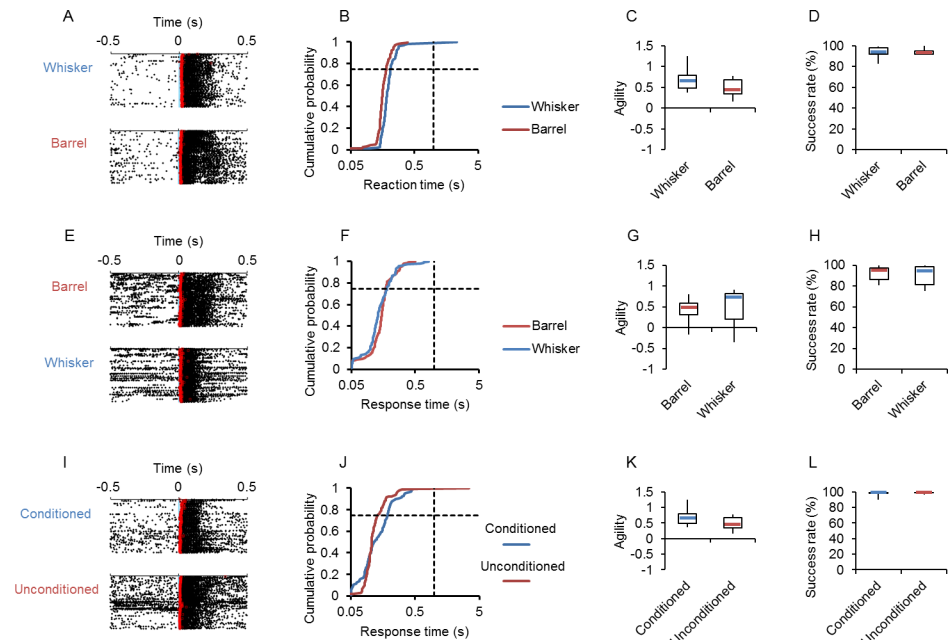 A
Time (s)
-0.5 0 0.5
Whisker
Barrel
B
Cumulative probability
1
0.8
0.6
0.4
0.2
0
0.05 0.5 5
Reaction time (s)
Whisker
Barrel
C
Agility
1.5
1
0.5
0
-0.5
-1
Whisker
Barrel
D
Success rate (%)
100
80
60
40
20
0
Whisker
Barrel
E
Time (s)
-0.5 0 0.5
Barrel
Whisker
F
Cumulative probability
1
0.8
0.6
0.4
0.2
0
0.05 0.5 5
Response time (s)
Barrel
Whisker
G
Agility
1.5
1
0.5
0
-0.5
-1
Barrel
Whisker
H
Success rate (%)
100
80
60
40
20
0
Barrel
Whisker
I
Time (s)
-0.5 0 0.5
Conditioned
Unconditioned
J
Cumulative probability
1
0.8
0.6
0.4
0.2
0
0.05 0.5 5
Response time (s)
Conditioned
Unconditioned
K
Agility
1.5
1
0.5
0
-0.5
-1
Conditioned
Unconditioned
L
Success rate (%)
100
80
60
40
20
0
Conditioned
Unconditioned